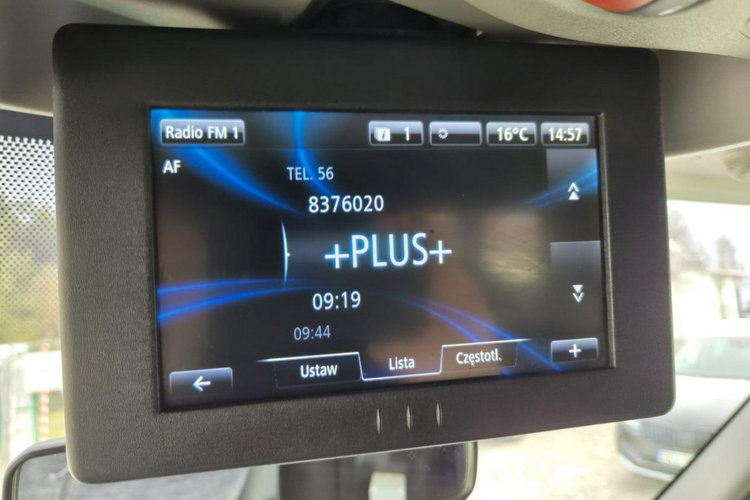 Radio FM 1
1
16°C
14:57
AF
TEL. 56
8376020
+PLUS+
09:19
09:44
Ustaw
Lista
Częstotl.
+